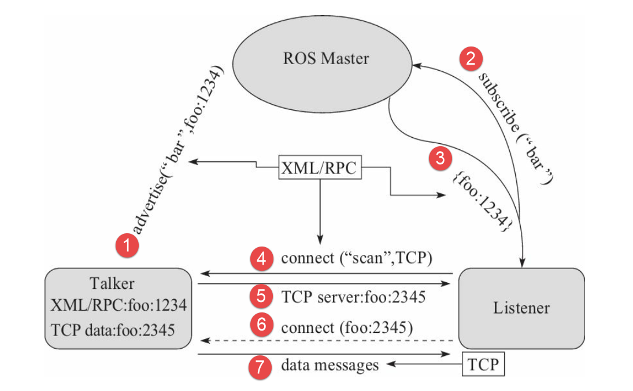 ROS Master
2
subscribe (“bar”)
advertise(“bar”,foo:1234)
3
XML/RPC
{foo:1234}
1
4 connect (“scan”,TCP)
Talker
XML/RPC:foo:1234
TCP data:foo:2345
5 TCP server:foo:2345
Listener
6 connect (foo:2345)
7 data messages
TCP